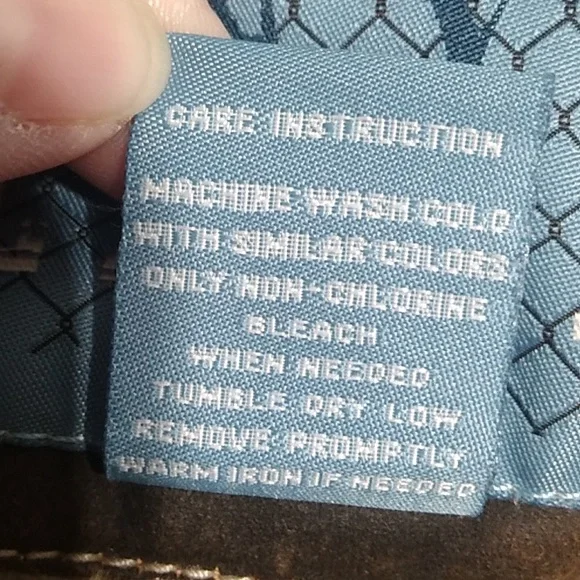 CARE INSTRUCTION
MACHINE WASH COLD
WITH SIMILAR COLORS
ONLY NON-CHLORINE
BLEACH
WHEN NEEDED
TUMBLE DRY LOW
REMOVE PROMPTLY
WARM IRON IF NEEDED